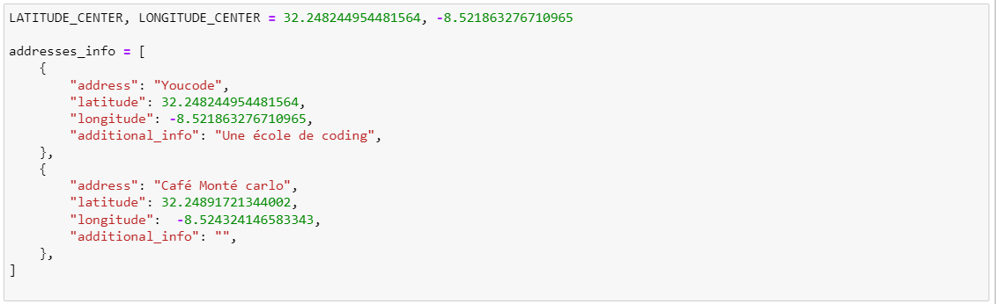 LATITUDE_CENTER, LONGITUDE_CENTER = 32.248244954481564, -8.521863276710965
addresses_info = [
    {
        "address": "Youcode",
        "latitude": 32.248244954481564,
        "longitude": -8.521863276710965,
        "additional_info": "Une école de coding",
    },
    {
        "address": "Café Monté carlo",
        "latitude": 32.24891721344002,
        "longitude":  -8.524324146583343,
        "additional_info": "",
    },
]